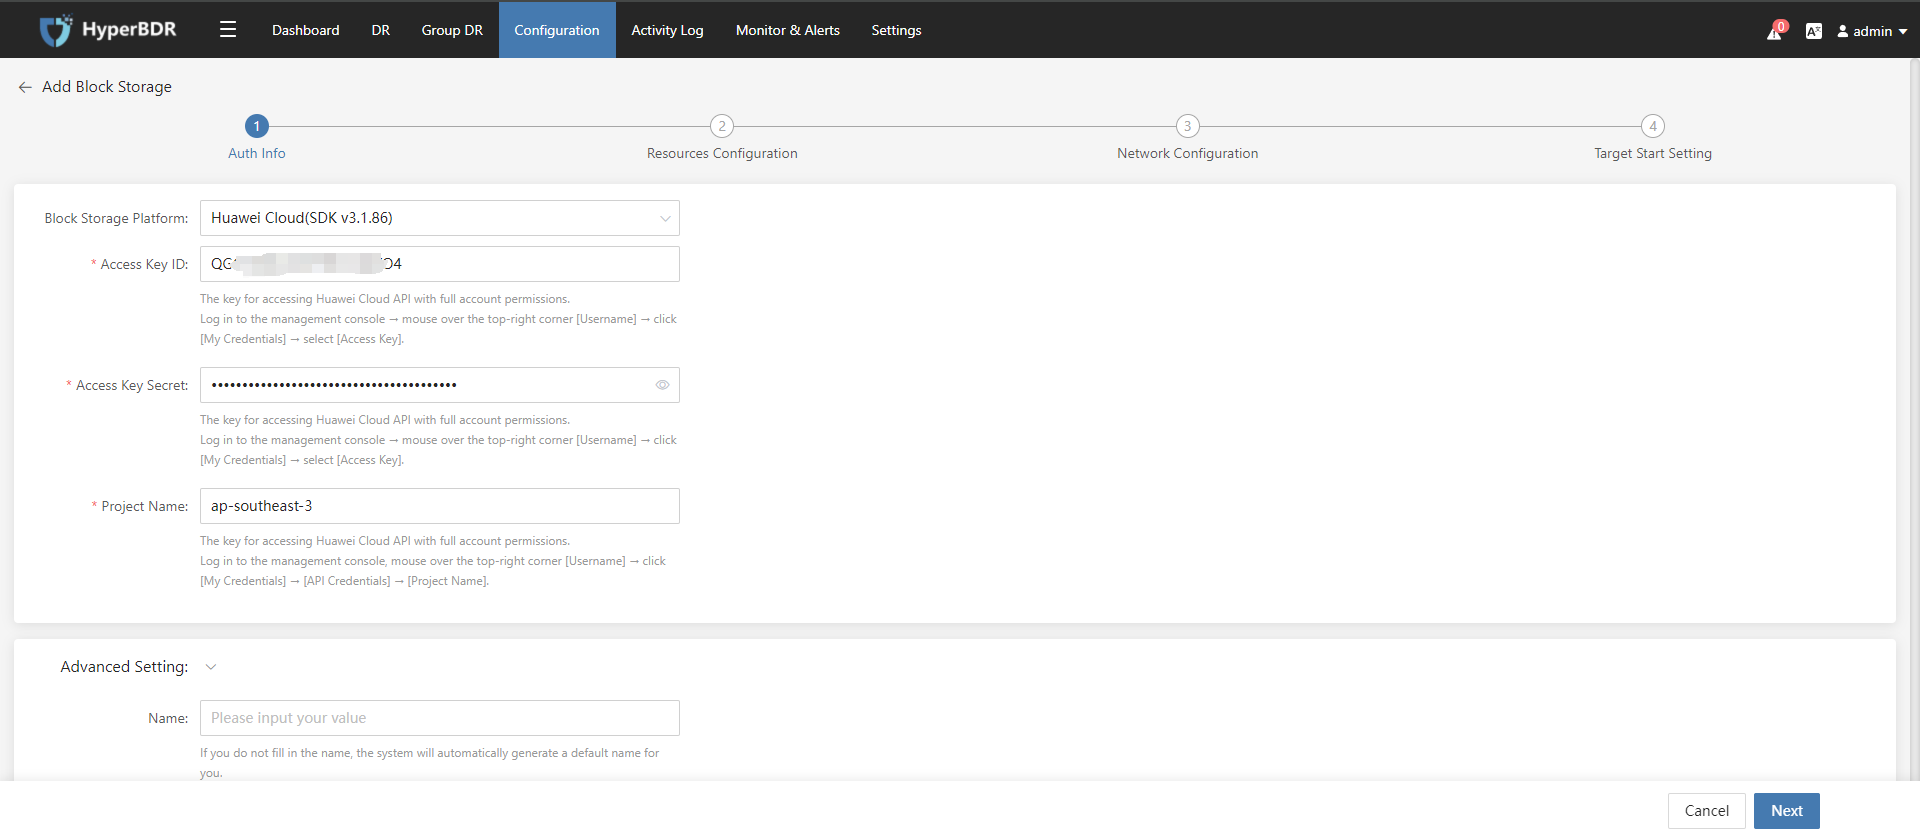 HyperBDR
Dashboard
DR
Group DR
Configuration
Activity Log
Monitor & Alerts
Settings
0
admin
Add Block Storage
1
2
3
4
Auth Info
Resources Configuration
Network Configuration
Target Start Setting
Block Storage Platform:
Huawei Cloud(SDK v3.1.86)
* Access Key ID:
The key for accessing Huawei Cloud API with full account permissions.
Log in to the management console → mouse over the top-right corner [Username] → click
[My Credentials] → select [Access Key].
* Access Key Secret:
••••••••••••••••••••••••••••••••••••••••
The key for accessing Huawei Cloud API with full account permissions.
Log in to the management console → mouse over the top-right corner [Username] → click
[My Credentials] → select [Access Key].
* Project Name:
ap-southeast-3
The key for accessing Huawei Cloud API with full account permissions.
Log in to the management console, mouse over the top-right corner [Username] → click
[My Credentials] → [API Credentials] → [Project Name].
Advanced Setting:
Name:
Please input your value
If you do not fill in the name, the system will automatically generate a default name for
you.
Cancel
Next